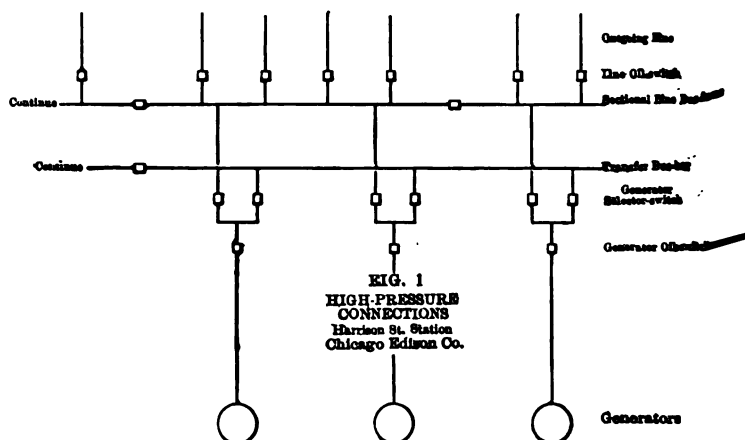 Outgoing line
Line Oil-switch
Continue
Sectional Line Bus-bars
Continue
Transfer Bus-bar
Generator
Selector-switch
Generator Oil-switch
FIG. 1
HIGH-PRESSURE
CONNECTIONS
Harrison St. Station
Chicago Edison Co.
Generators